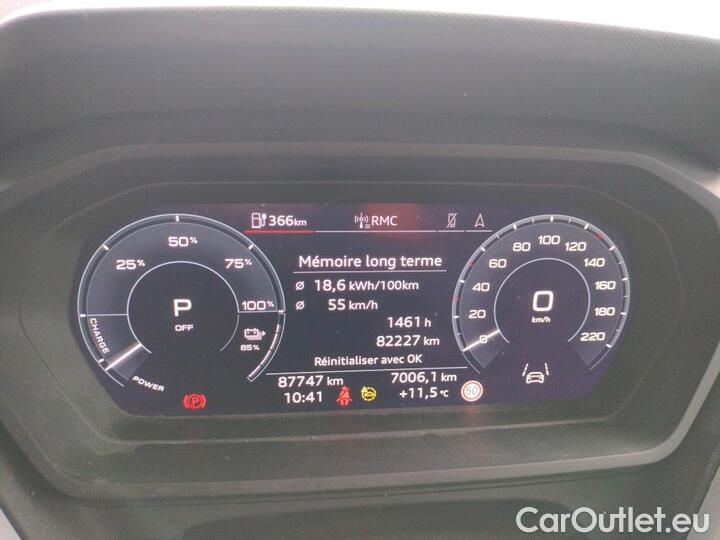 366km
RMC
50%
25%
75%
100%
P
OFF
85%
CHARGE
POWER
Mémoire long terme
ø 18,6 kWh/100km
ø 55 km/h
1461 h
82227 km
Réinitialiser avec OK
87747 km
7006,1 km
10:41
+11,5 °C
50
P
0
20
40
60
80
100
120
140
160
180
200
220
0
km/h
CarOutlet.eu